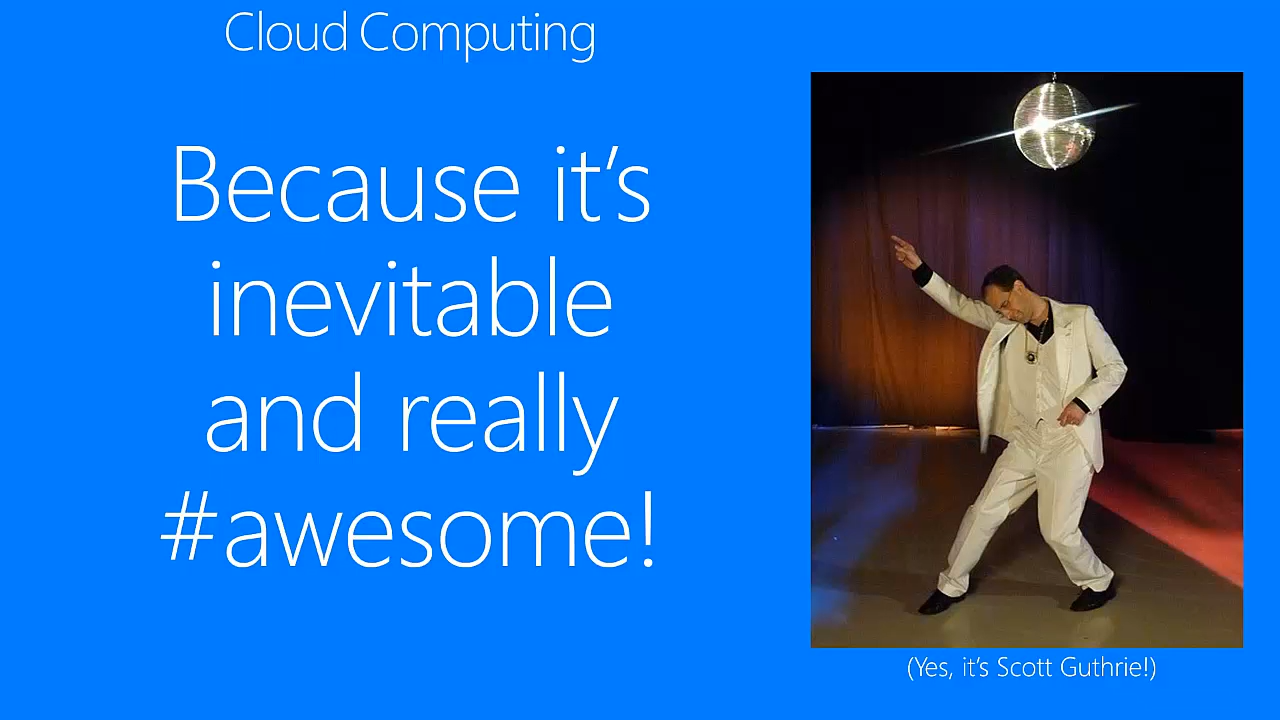 Cloud Computing
Because it’s
inevitable
and really
#awesome!
(Yes, it’s Scott Guthrie!)